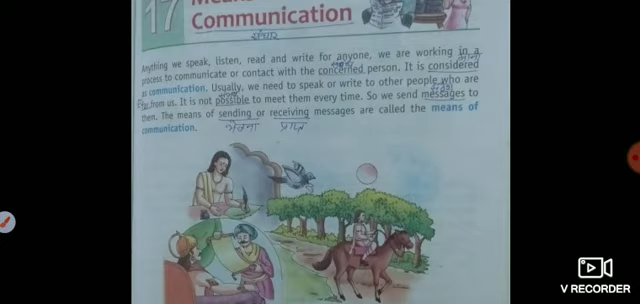 17 Means
Communication
संचार
Anything we speak, listen, read and write for anyone, we are working in a
process to communicate or contact with the concerned person. It is considered
as communication. Usually, we need to speak or write to other people who are
far from us. It is not possible to meet them every time. So we send messages to
then. The means of sending or receiving messages are called the means of
communication. भेजना प्राप्त
V RECORDER